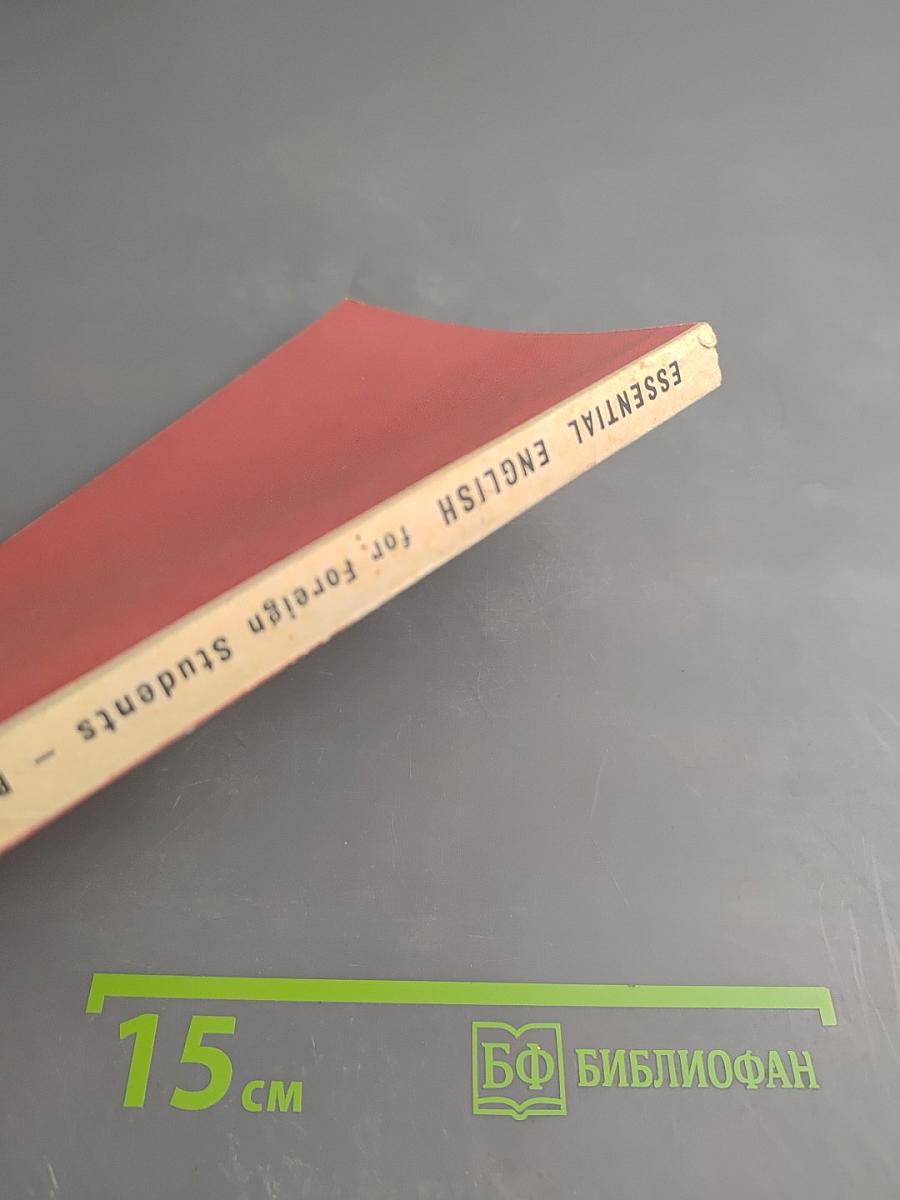 ESSENTIAL ENGLISH for Foreign Students –
15 см
БФ БИБЛИОФАН